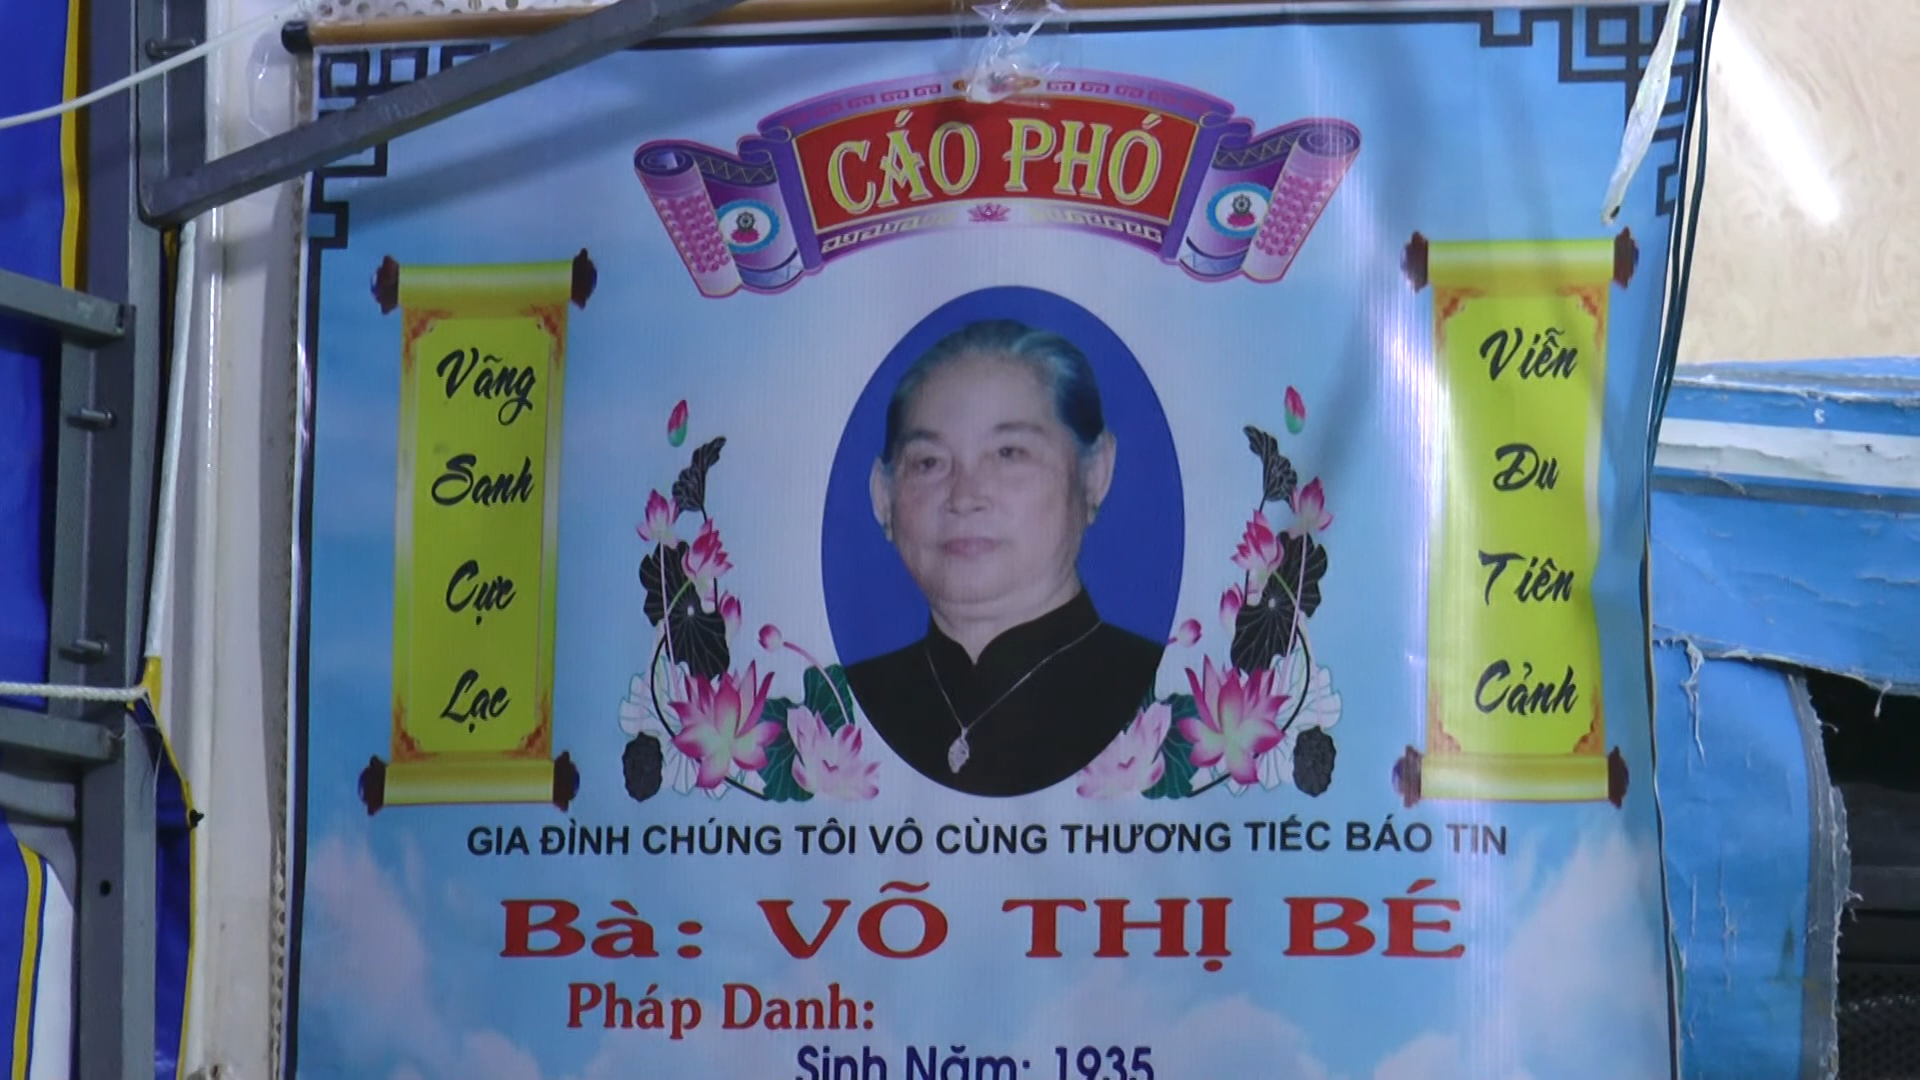 CÁO PHÓ
Vãng
Sanh
Cực
Lạc
Viễn
Du
Tiên
Cảnh
GIA ĐÌNH CHÚNG TÔI VÔ CÙNG THƯƠNG TIẾC BÁO TIN
Bà: VÕ THỊ BÉ
Pháp Danh:
Sinh Năm: 1935